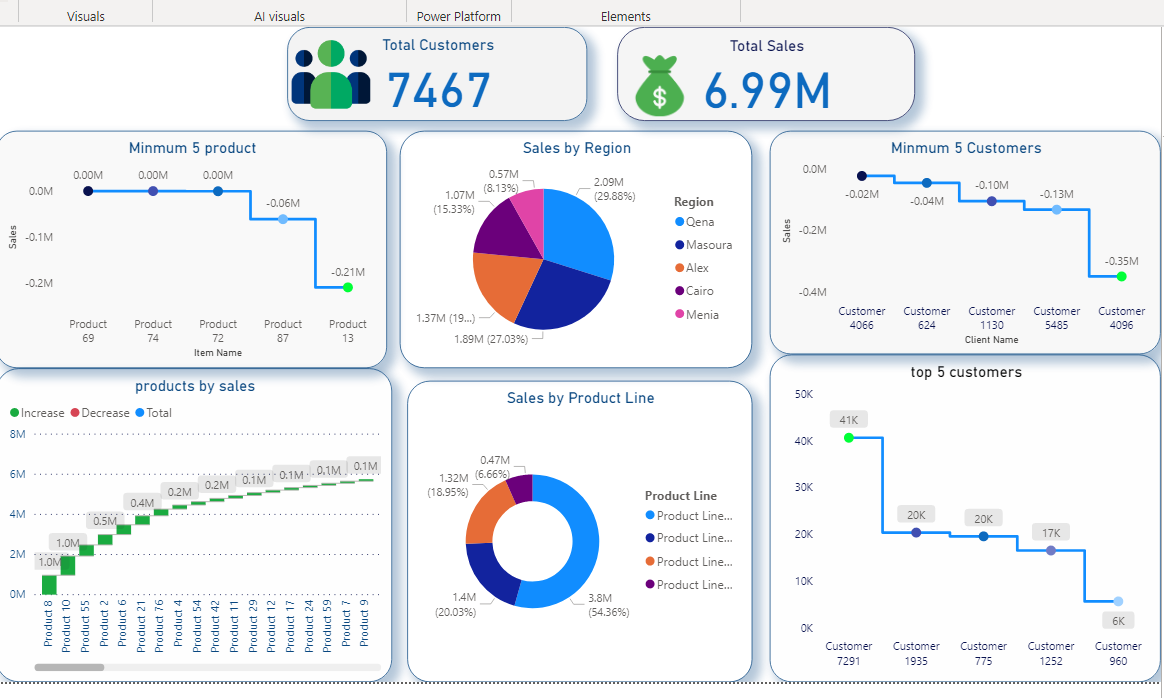 Visuals
AI visuals
Power Platform
Elements
Total Customers
7467
Total Sales
$
6.99M
Minmum 5 product
0.00M
0.00M
0.00M
-0.06M
-0.21M
0.0M
-0.1M
-0.2M
Sales
Product 69
Product 74
Product 72
Product 87
Product 13
Item Name
Sales by Region
0.57M (8.13%)
2.09M (29.88%)
1.07M (15.33%)
1.37M (19...)
1.89M (27.03%)
Region
Qena
Masoura
Alex
Cairo
Menia
Minmum 5 Customers
0.0M
-0.2M
-0.4M
Sales
-0.02M
-0.04M
-0.10M
-0.13M
-0.35M
Customer 4066
Customer 624
Customer 1130
Customer 5485
Customer 4096
Client Name
products by sales
Increase
Decrease
Total
8M
6M
4M
2M
0M
1.0M
1.0M
0.5M
0.4M
0.2M
0.2M
0.1M
0.1M
0.1M
0.1M
Product 8
Product 10
Product 55
Product 2
Product 6
Product 21
Product 76
Product 4
Product 54
Product 42
Product 11
Product 29
Product 12
Product 17
Product 24
Product 59
Product 7
Product 9
Sales by Product Line
0.47M (6.66%)
1.32M (18.95%)
1.4M (20.03%)
3.8M (54.36%)
Product Line
Product Line...
Product Line...
Product Line...
Product Line...
top 5 customers
50K
40K
30K
20K
10K
0K
41K
20K
20K
17K
6K
Customer 7291
Customer 1935
Customer 775
Customer 1252
Customer 960